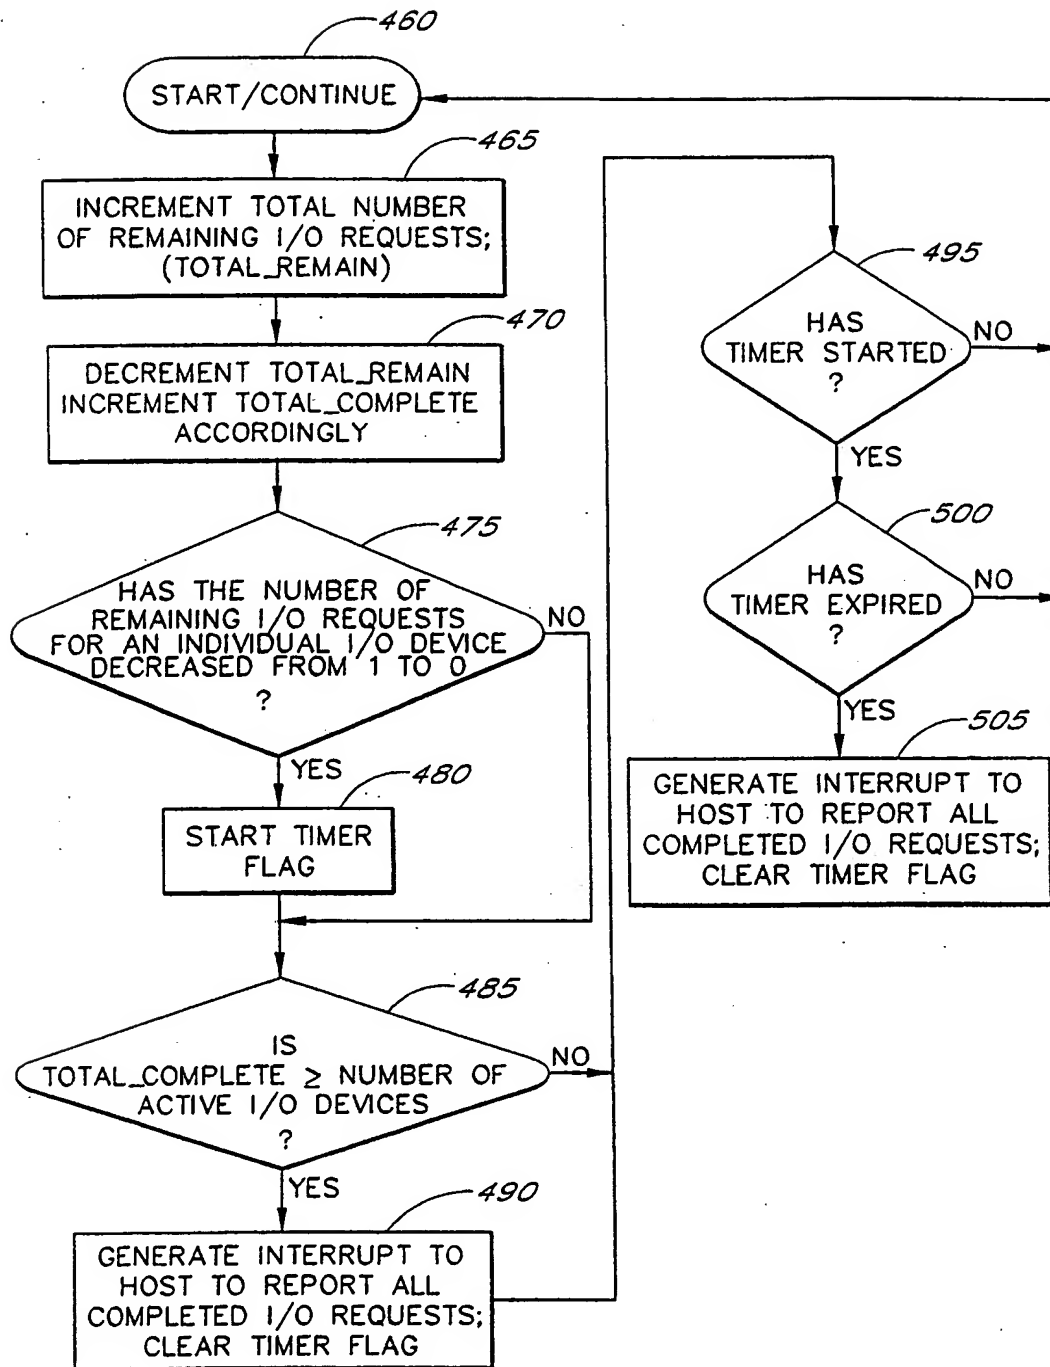 460
START/CONTINUE
465
INCREMENT TOTAL NUMBER
OF REMAINING I/O REQUESTS;
(TOTAL_REMAIN)
470
DECREMENT TOTAL_REMAIN
INCREMENT TOTAL_COMPLETE
ACCORDINGLY
475
HAS THE NUMBER OF
REMAINING I/O REQUESTS
FOR AN INDIVIDUAL I/O DEVICE
DECREASED FROM 1 TO 0
?
NO
YES
480
START TIMER
FLAG
485
IS
TOTAL_COMPLETE ≥ NUMBER OF
ACTIVE I/O DEVICES
?
NO
YES
490
GENERATE INTERRUPT TO
HOST TO REPORT ALL
COMPLETED I/O REQUESTS;
CLEAR TIMER FLAG
495
HAS
TIMER STARTED
?
NO
YES
500
HAS
TIMER EXPIRED
?
NO
YES
505
GENERATE INTERRUPT TO
HOST TO REPORT ALL
COMPLETED I/O REQUESTS;
CLEAR TIMER FLAG